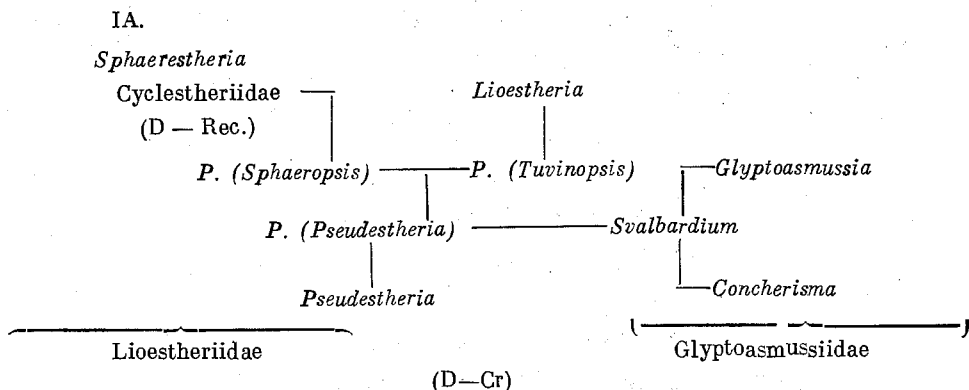 IA.
Sphaerestheria
Cyclestheriidae
Lioestheria
(D — Rec.)
P. (Sphaeropsis)
P. (Tuvinopsis)
Glyptoasmussia
P. (Pseudestheria)
Svalbardium
Pseudestheria
Concherisma
Lioestheriidae
Glyptoasmussiidae
(D—Cr)